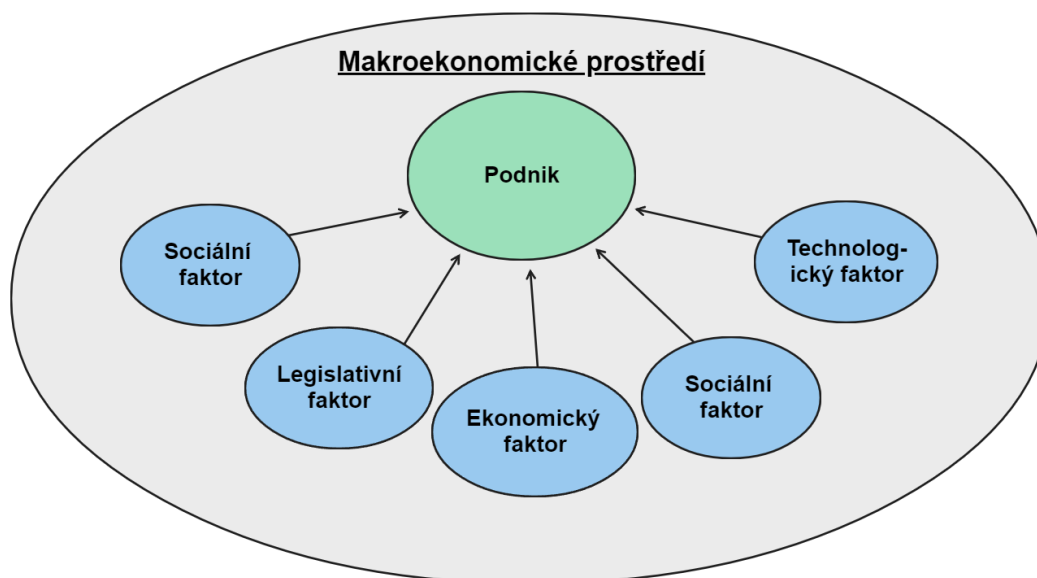 Makroekonomické prostředí
Podnik
Sociální
faktor
Technolog-
ický faktor
Legislativní
faktor
Ekonomický
faktor
Sociální
faktor